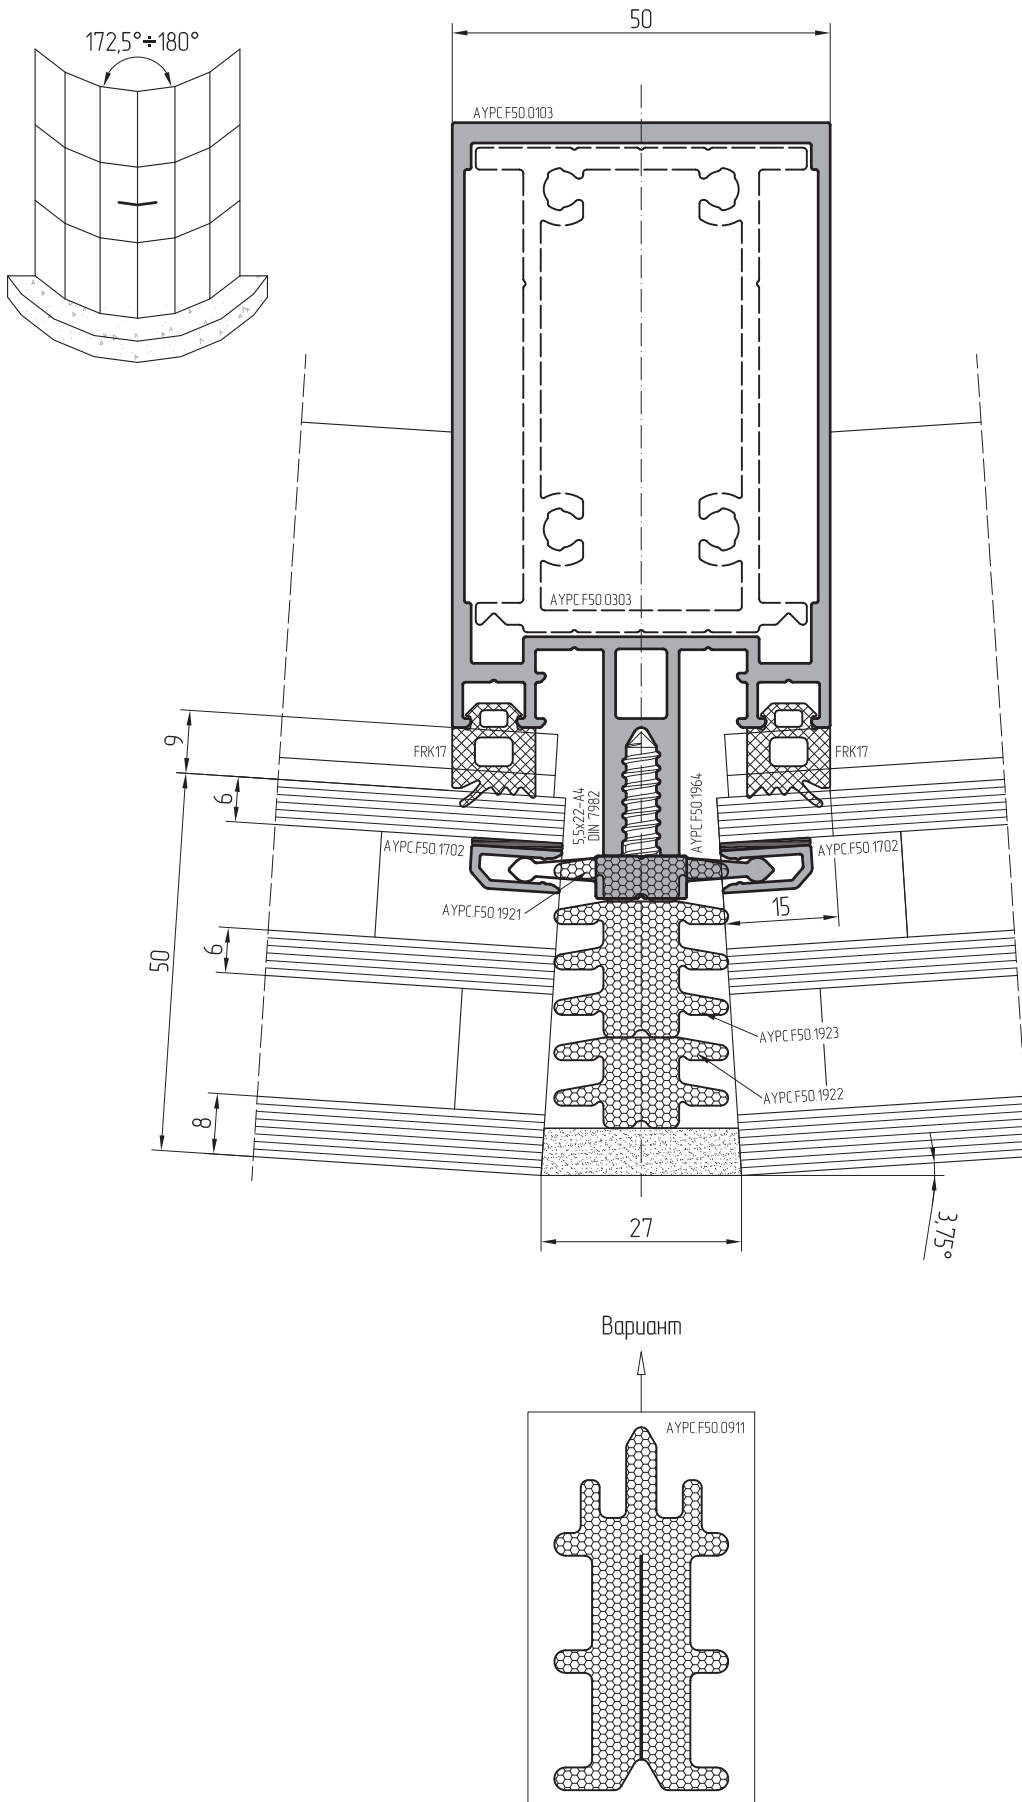 172,5°÷180°
50
AYPC.F50.0103
AYPC.F50.0303
9
FRK17
FRK17
6
5,5x22-A4
DIN 7982
AYPC.F50.1964
AYPC.F50.1702
AYPC.F50.1702
AYPC.F50.1921
15
50
6
AYPC.F50.1923
AYPC.F50.1922
8
27
3,75°
Вариант
AYPC.F50.0911